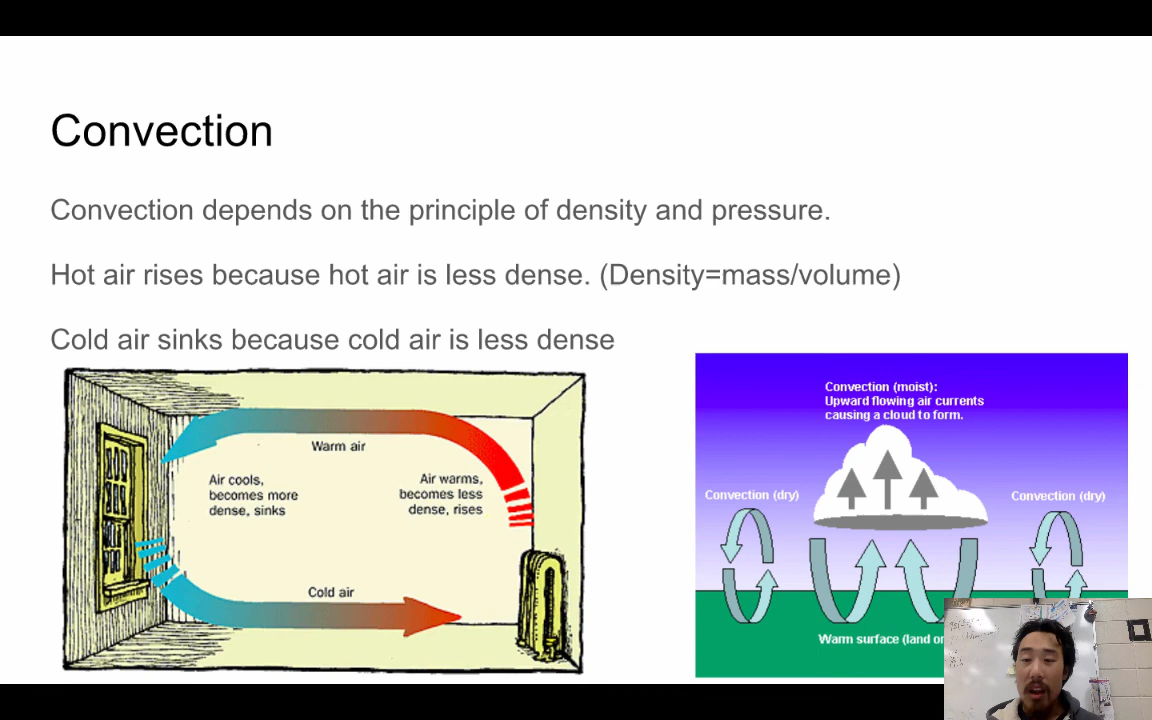 Convection
Convection depends on the principle of density and pressure.
Hot air rises because hot air is less dense. (Density=mass/volume)
Cold air sinks because cold air is less dense
Warm air
Air cools,
becomes more
dense, sinks
Air warms,
becomes less
dense, rises
Cold air
Convection (moist):
Upward flowing air currents
causing a cloud to form.
Convection (dry)
Convection (dry)
Warm surface (land or